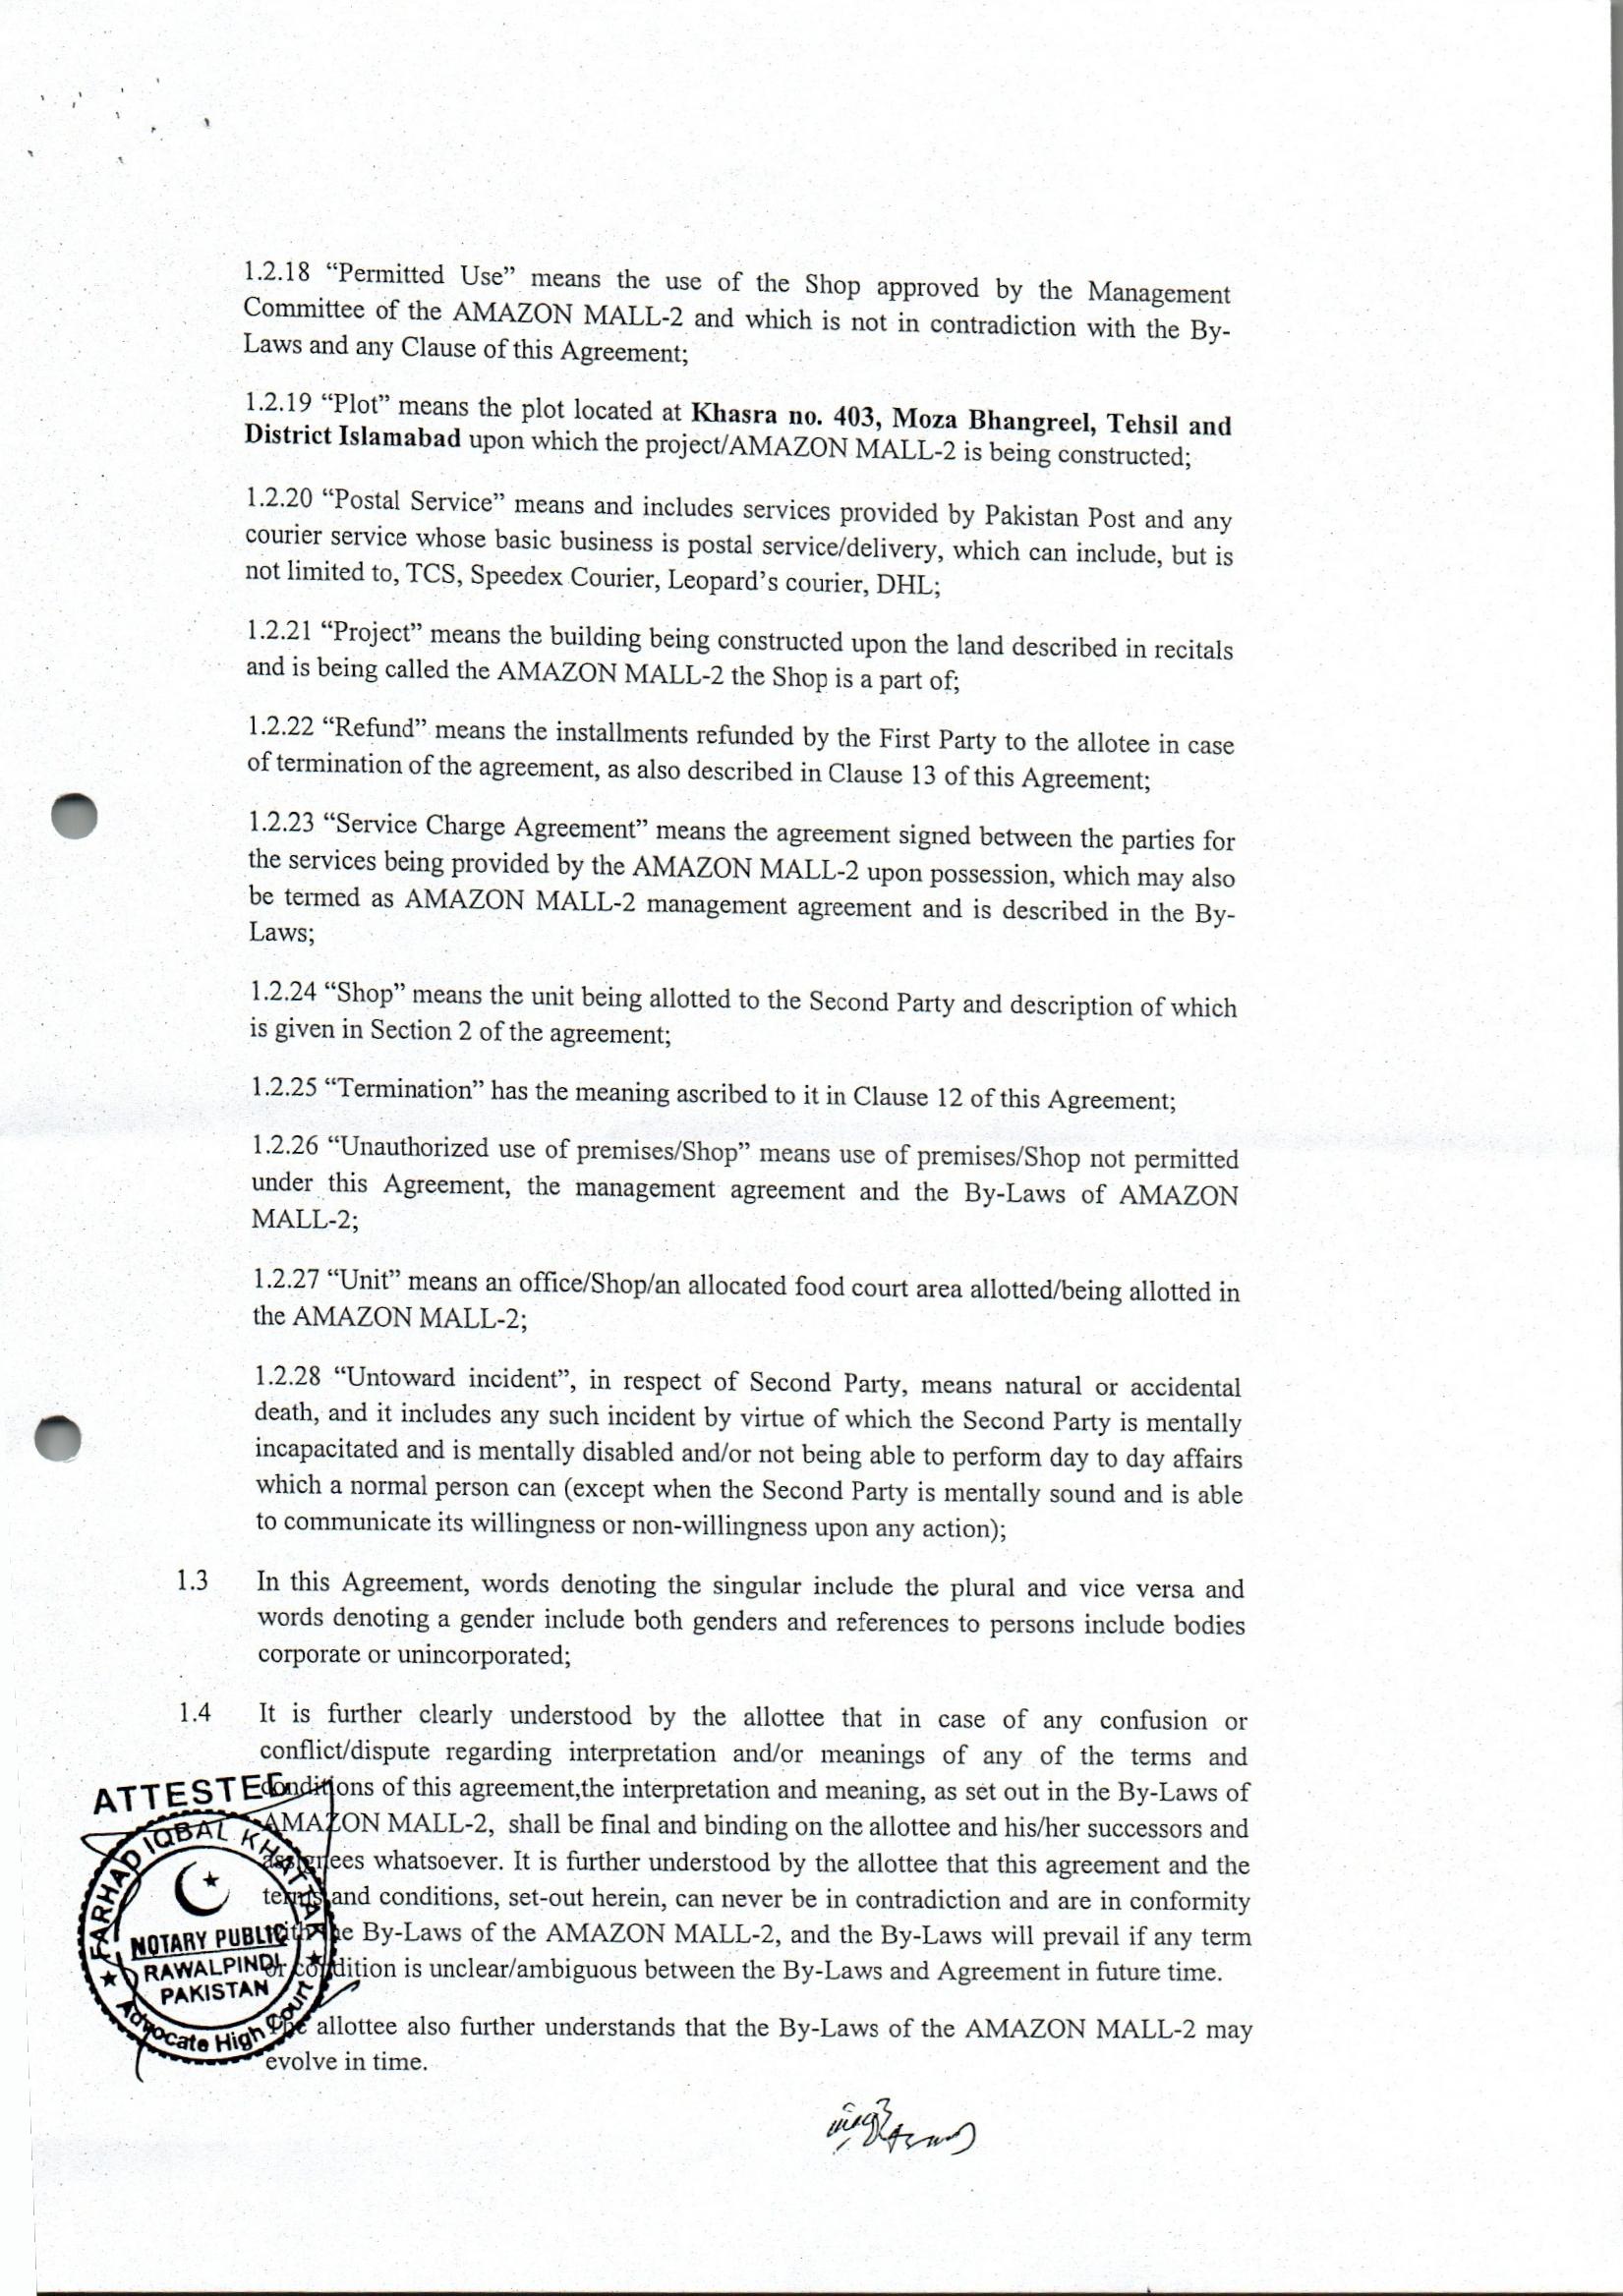 1.2.18 “Permitted Use” means the use of the Shop approved by the Management
Committee of the AMAZON MALL-2 and which is not in contradiction with the By-
Laws and any Clause of this Agreement;
1.2.19 “Plot” means the plot located at Khasra no. 403, Moza Bhangreel, Tehsil and
District Islamabad upon which the project/AMAZON MALL-2 is being constructed;
1.2.20 “Postal Service” means and includes services provided by Pakistan Post and any
courier service whose basic business is postal service/delivery, which can include, but is
not limited to, TCS, Speedex Courier, Leopard’s courier, DHL;
1.2.21 “Project” means the building being constructed upon the land described in recitals
and is being called the AMAZON MALL-2 the Shop is a part of;
1.2.22 “Refund” means the installments refunded by the First Party to the allotee in case
of termination of the agreement, as also described in Clause 13 of this Agreement;
1.2.23 “Service Charge Agreement” means the agreement signed between the parties for
the services being provided by the AMAZON MALL-2 upon possession, which may also
be termed as AMAZON MALL-2 management agreement and is described in the By-
Laws;
1.2.24 “Shop” means the unit being allotted to the Second Party and description of which
is given in Section 2 of the agreement;
1.2.25 “Termination” has the meaning ascribed to it in Clause 12 of this Agreement;
1.2.26 “Unauthorized use of premises/Shop” means use of premises/Shop not permitted
under this Agreement, the management agreement and the By-Laws of AMAZON
MALL-2;
1.2.27 “Unit” means an office/Shop/an allocated food court area allotted/being allotted in
the AMAZON MALL-2;
1.2.28 “Untoward incident”, in respect of Second Party, means natural or accidental
death, and it includes any such incident by virtue of which the Second Party is mentally
incapacitated and is mentally disabled and/or not being able to perform day to day affairs
which a normal person can (except when the Second Party is mentally sound and is able
to communicate its willingness or non-willingness upon any action);
1.3 In this Agreement, words denoting the singular include the plural and vice versa and
words denoting a gender include both genders and references to persons include bodies
corporate or unincorporated;
1.4 It is further clearly understood by the allottee that in case of any confusion or
conflict/dispute regarding interpretation and/or meanings of any of the terms and
conditions of this agreement,the interpretation and meaning, as set out in the By-Laws of
AMAZON MALL-2, shall be final and binding on the allottee and his/her successors and
assignees whatsoever. It is further understood by the allottee that this agreement and the
terms and conditions, set-out herein, can never be in contradiction and are in conformity
with the By-Laws of the AMAZON MALL-2, and the By-Laws will prevail if any term
or condition is unclear/ambiguous between the By-Laws and Agreement in future time.
The allottee also further understands that the By-Laws of the AMAZON MALL-2 may
evolve in time.
ATTESTED
FARHAD IQBAL KHATTAK
NOTARY PUBLIC
RAWALPINDI
PAKISTAN
Advocate High Court